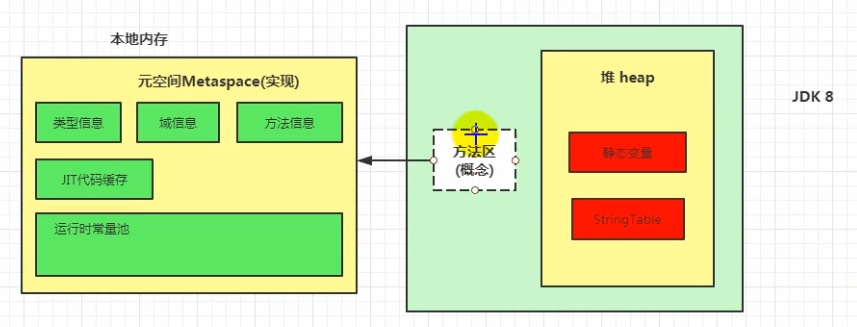 本地内存
元空间Metaspace(实现)
类型信息
域信息
方法信息
JIT代码缓存
运行时常量池
方法区
(概念)
堆 heap
静态变量
StringTable
JDK 8